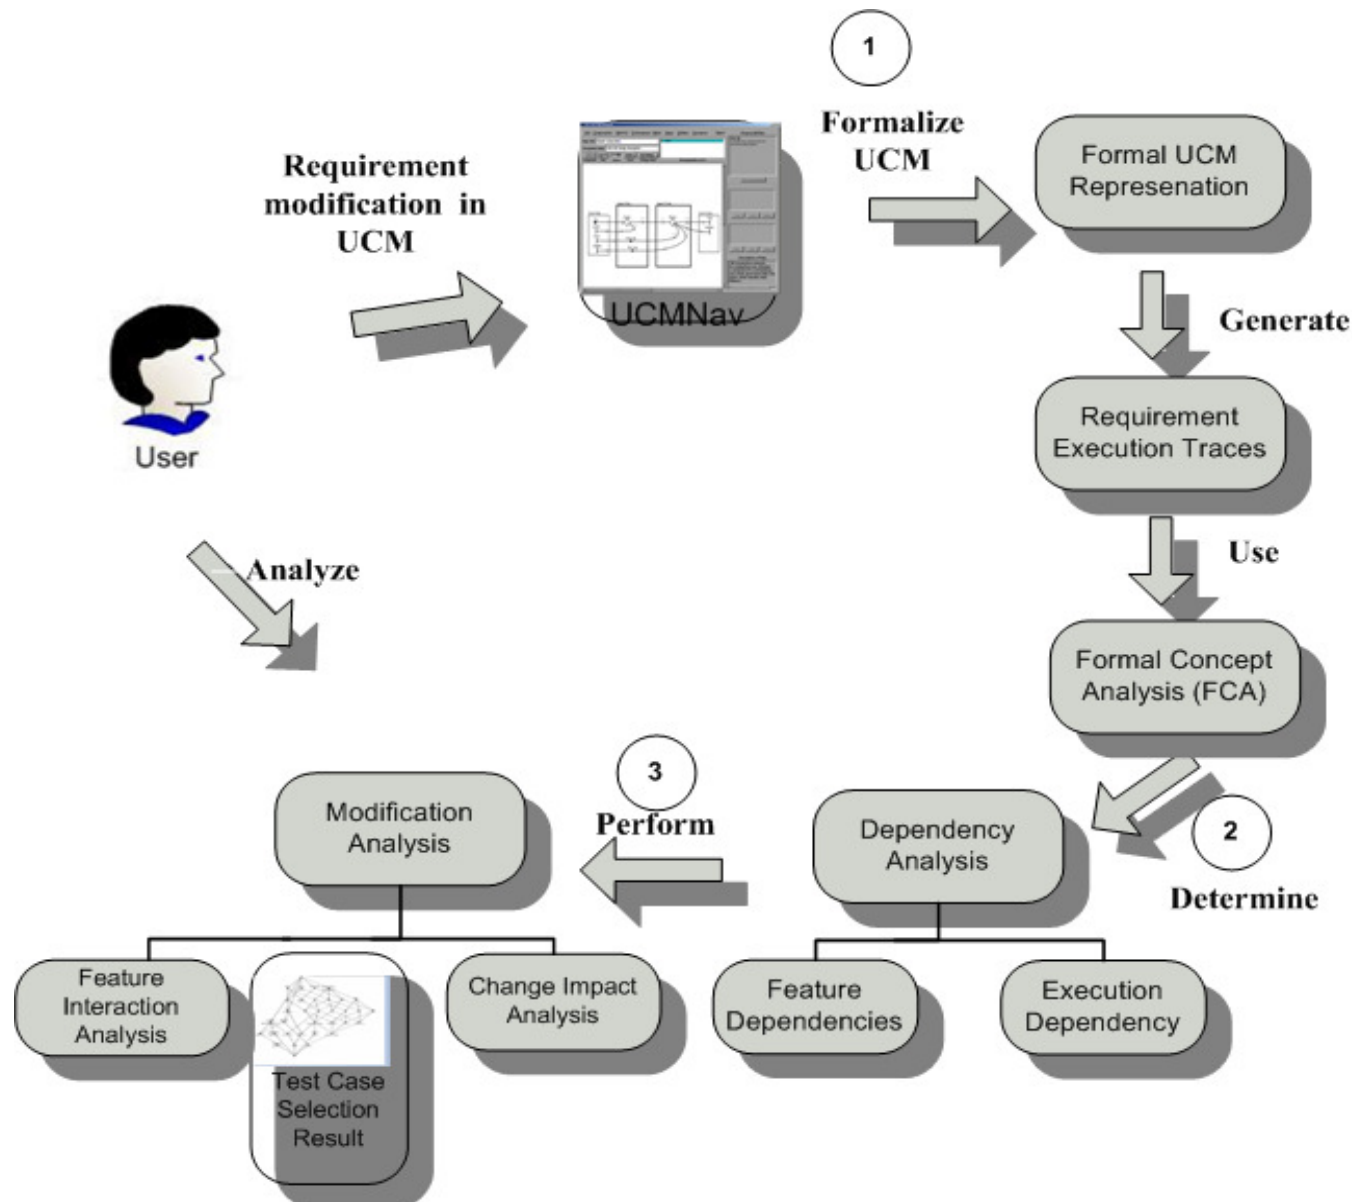 1
Formalize
UCM
Requirement
modification in
UCM
Formal UCM
Represenation
UCMNav
Generate
User
Requirement
Execution Traces
Use
Analyze
Formal Concept
Analysis (FCA)
3
Perform
Modification
Analysis
Dependency
Analysis
2
Determine
Feature
Interaction
Analysis
Test Case
Selection
Result
Change Impact
Analysis
Feature
Dependencies
Execution
Dependency